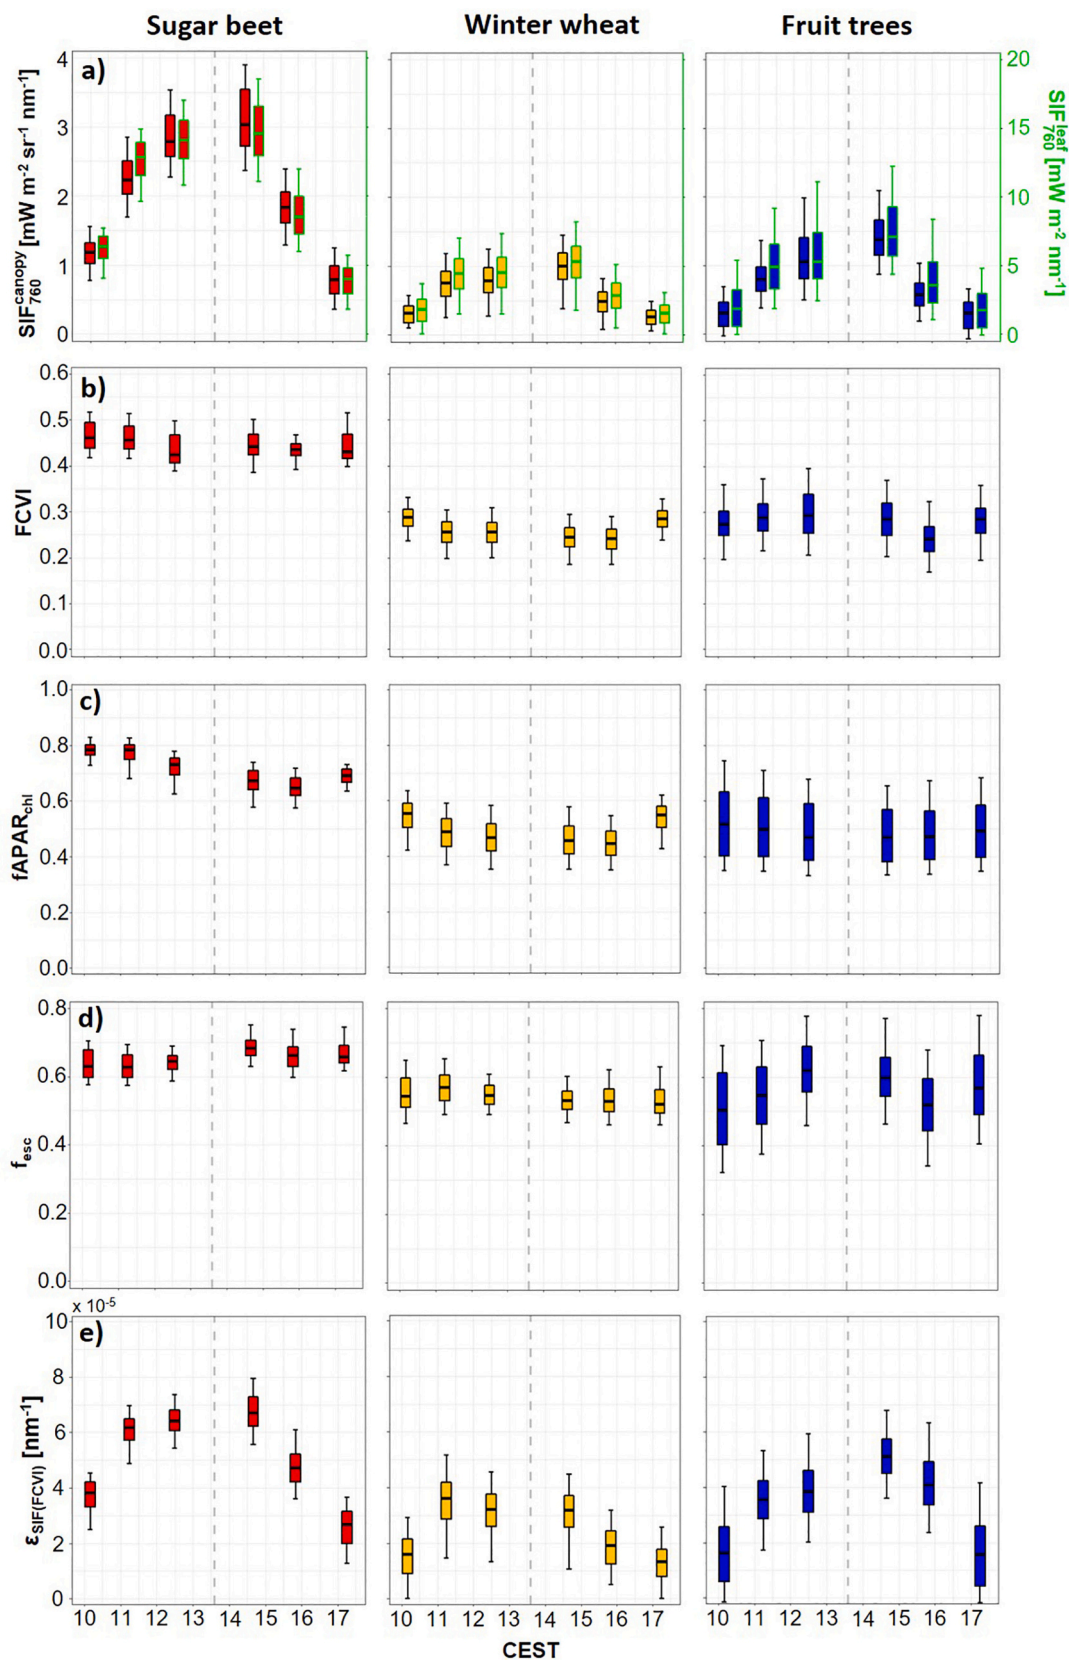 Sugar beet Winter wheat Fruit trees
a)
SIF760canopy [mW m-2 sr-1 nm-1]
4
3
2
1
0
20
15
10
5
0
SIF760leaf [mW m-2 nm-1]
b)
FCVI
0.6
0.5
0.4
0.3
0.2
0.1
0.0
c)
fAPARchl
1.0
0.8
0.6
0.4
0.2
0.0
d)
fesc
0.8
0.6
0.4
0.2
0.0
x 10-5
e)
εSIF(FCVI) [nm-1]
10
8
6
4
2
0
10 11 12 13 14 15 16 17 10 11 12 13 14 15 16 17 10 11 12 13 14 15 16 17
CEST